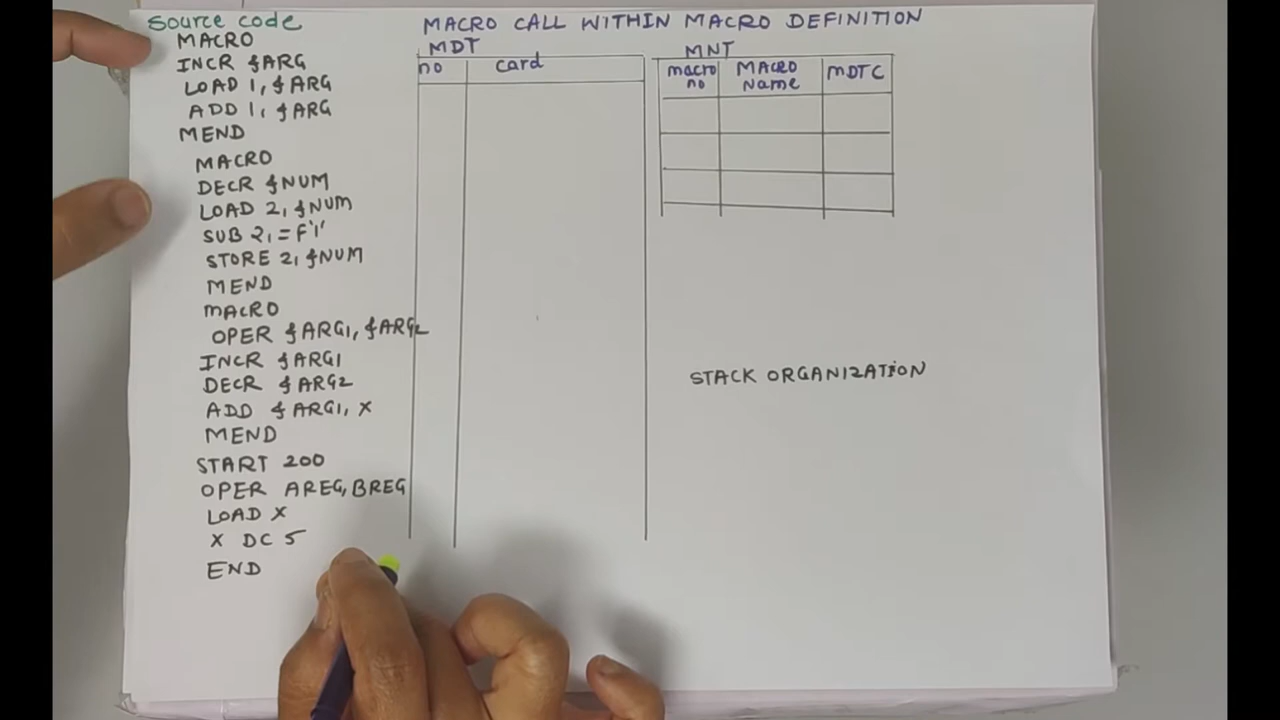 Source code
MACRO
INCR &ARG
LOAD 1, &ARG
ADD 1, &ARG
MEND
MACRO
DECR &NUM
LOAD 2, &NUM
SUB 2, =F'1'
STORE 2, &NUM
MEND
MACRO
OPER &ARG1, &ARG2
INCR &ARG1
DECR &ARG2
ADD &ARG1, X
MEND
START 200
OPER AREG, BREG
LOAD X
X DC 5
END
MACRO CALL WITHIN MACRO DEFINITION
MDT
no card
MNT
macro no MACRO Name MDTC
STACK ORGANIZATION